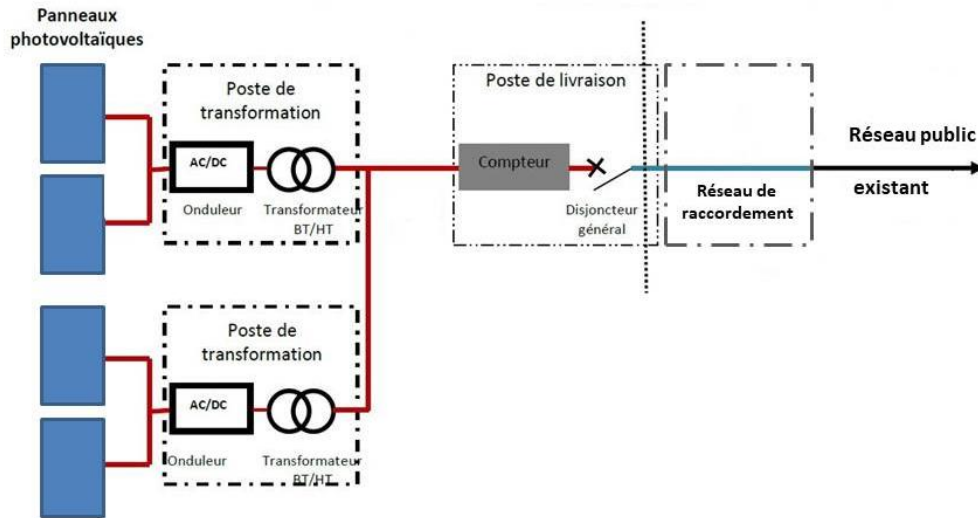 Panneaux
photovoltaïques
Poste de
transformation
AC/DC
Onduleur
Transformateur
BT/HT
Poste de livraison
Compteur
Disjoncteur
général
Réseau de
raccordement
Réseau public
existant
Poste de
transformation
AC/DC
Onduleur
Transformateur
BT/HT